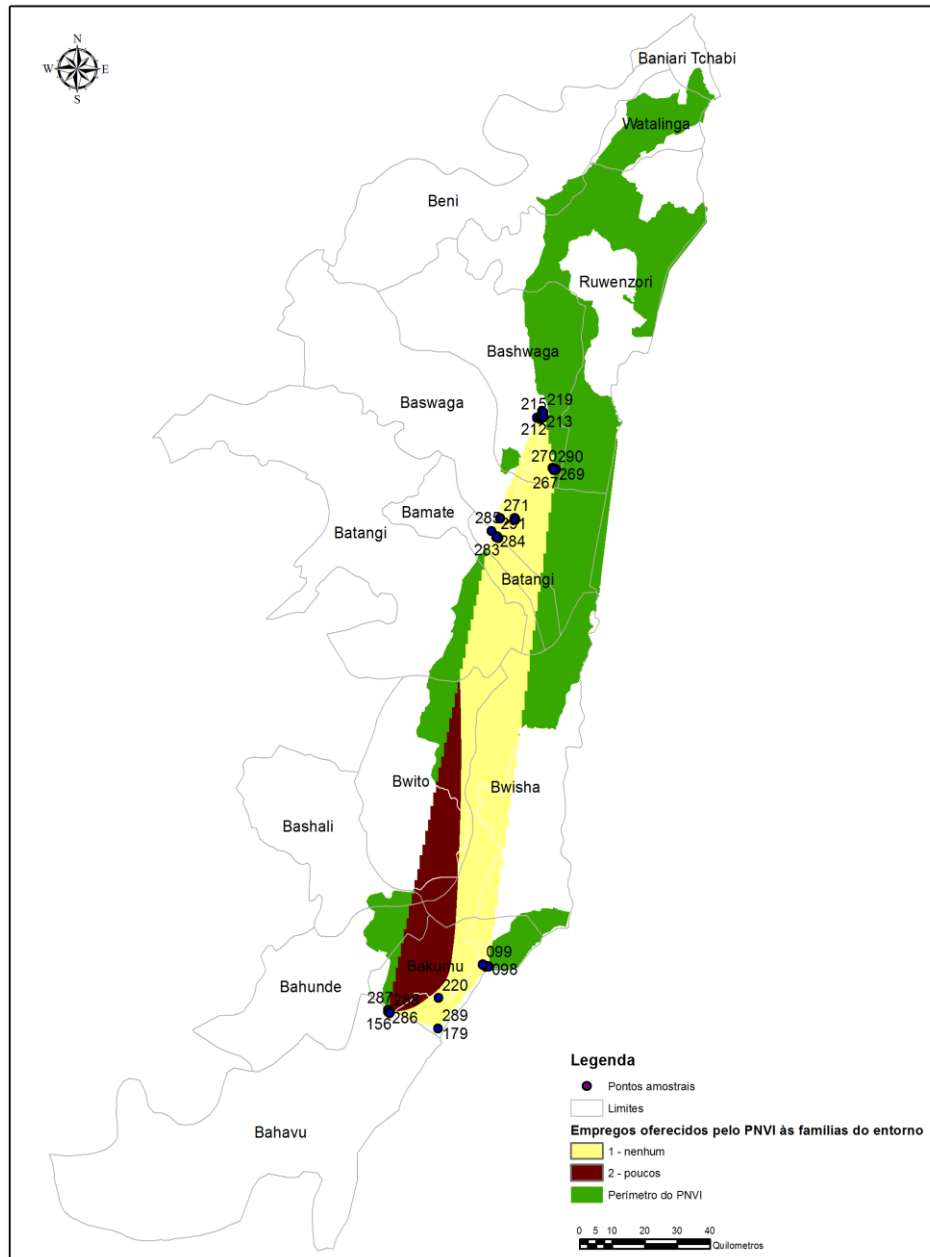 N
W E
S
Baniari Tchabi
Watalinga
Beni
Ruwenzori
Bashwaga
Baswaga
215 219
212 213
270 290
267 269
Bamate
285 271
291
283 284
Batangi
Batangi
Bwito
Bwisha
Bashali
099
098
Bakumu
Bahunde
220
287 288
156 286
289
179
Bahavu
Legenda
Pontos amostrais
Limites
Empregos oferecidos pelo PNVI às famílias do entorno
1 - nenhum
2 - poucos
Perímetro do PNVI
0 5 10 20 30 40
Quilometros